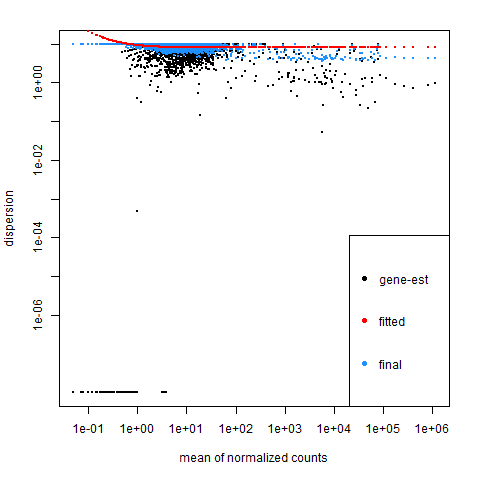 dispersion
1e+00
1e-02
1e-04
1e-06
gene-est
fitted
final
1e-01 1e+00 1e+01 1e+02 1e+03 1e+04 1e+05 1e+06
mean of normalized counts